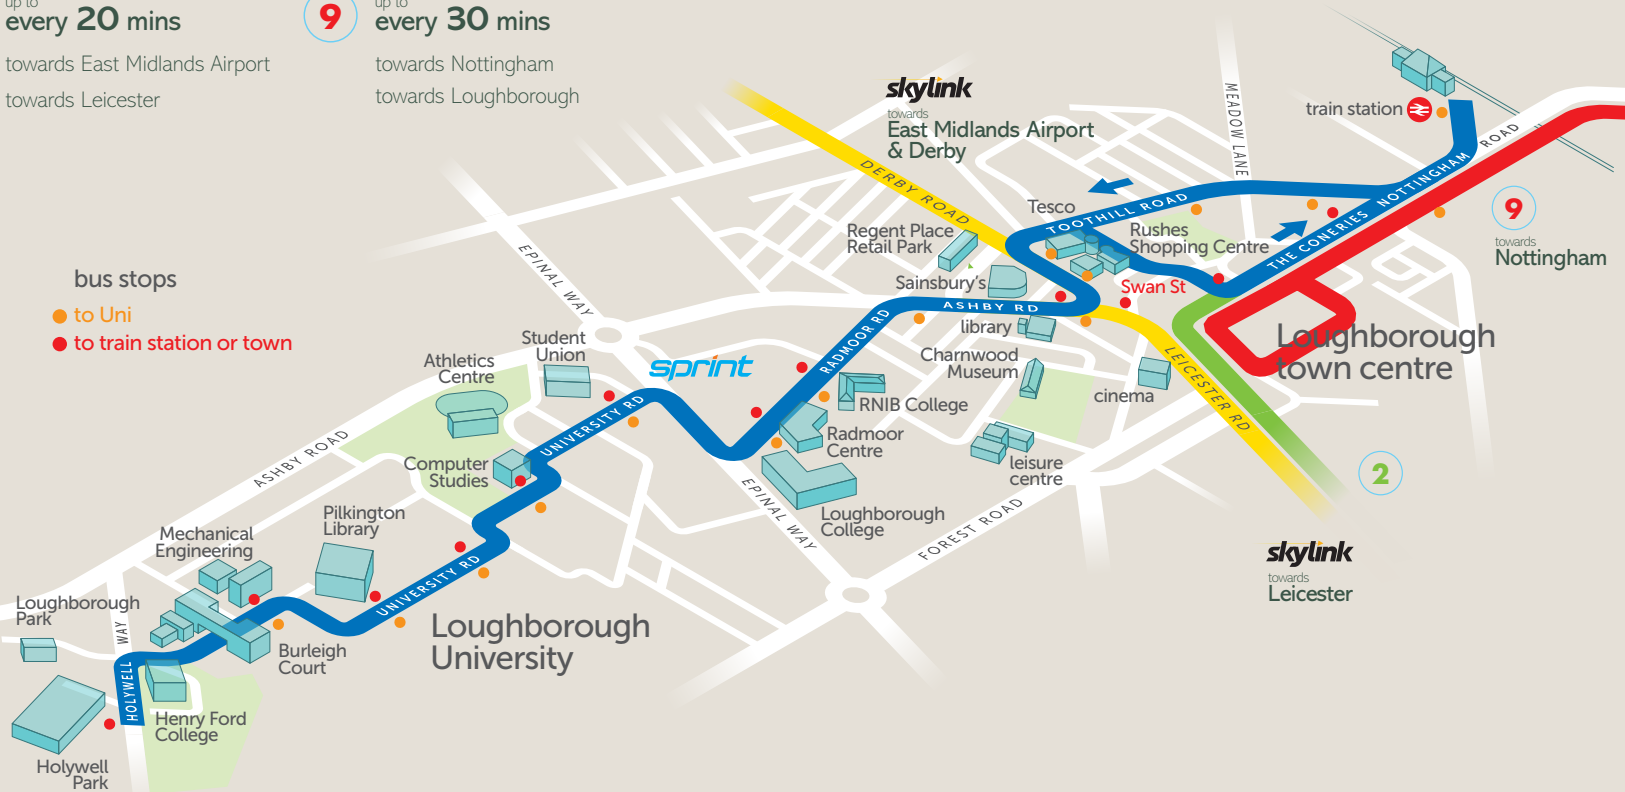 up to
every 20 mins
towards East Midlands Airport
towards Leicester
9
up to
every 30 mins
towards Nottingham
towards Loughborough
skylink
towards
East Midlands Airport
& Derby
MEADOW LANE
train station
NOTTINGHAM ROAD
DERBY ROAD
Tesco
TOOTHILL ROAD
Regent Place
Retail Park
Rushes
Shopping Centre
THE CONERIES
9
towards
Nottingham
EPINAL WAY
bus stops
to Uni
to train station or town
Sainsbury's
Swan St
ASHBY RD
library
RADMOOR RD
Loughborough
town centre
Student
Union
sprint
Athletics
Centre
Charnwood
Museum
cinema
LEICESTER RD
RNIB College
UNIVERSITY RD
Radmoor
Centre
ASHBY ROAD
Computer
Studies
leisure
centre
2
EPINAL WAY
Loughborough
College
FOREST ROAD
Pilkington
Library
Mechanical
Engineering
UNIVERSITY RD
skylink
towards
Leicester
Loughborough
Park
Loughborough
University
HOLYWELL WAY
Burleigh
Court
Henry Ford
College
Holywell
Park